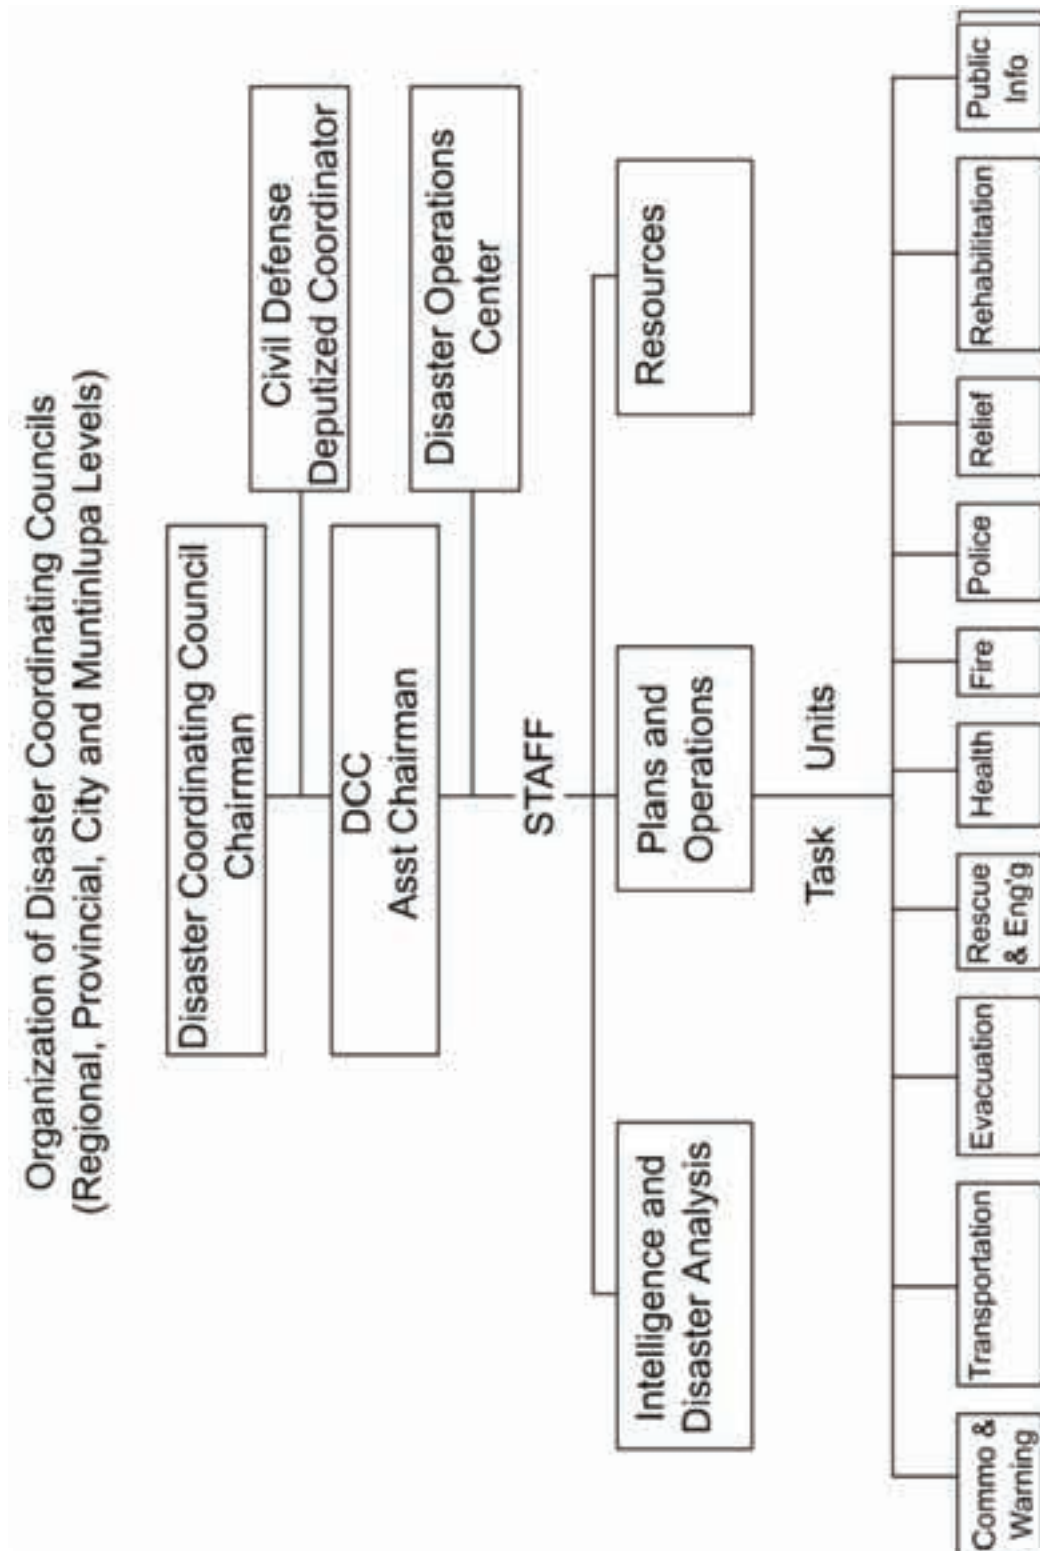 Organization of Disaster Coordinating Councils
(Regional, Provincial, City and Muntinlupa Levels)
Disaster Coordinating Council
Chairman
Civil Defense
Deputized Coordinator
DCC
Asst Chairman
Disaster Operations
Center
STAFF
Intelligence and
Disaster Analysis
Plans and
Operations
Resources
Task Units
Commo &
Warning
Transportation
Evacuation
Rescue
& Eng'g
Health
Fire
Police
Relief
Rehabilitation
Public
Info